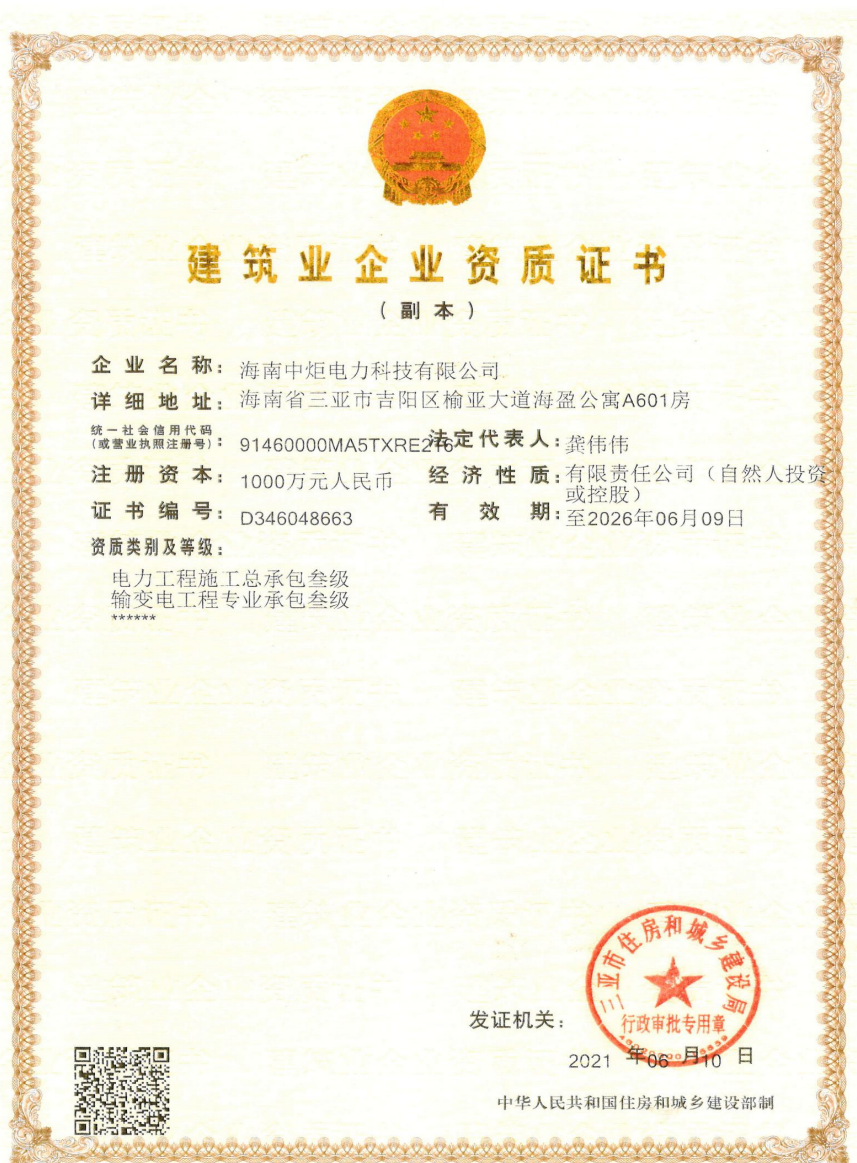 建筑业企业资质证书
（副本）
企业名称：海南中炬电力科技有限公司
详细地址：海南省三亚市吉阳区榆亚大道海盈公寓A601房
统一社会信用代码
（或营业执照注册号）：91460000MA5TXRE2 法定代表人：龚伟伟
注册资本：1000万元人民币 经济性质：有限责任公司（自然人投资
或控股）
证书编号：D346048663 有效期：至2026年06月09日
资质类别及等级：
电力工程施工总承包叁级
输变电工程专业承包叁级
******
三亚市住房和城乡建设局
行政审批专用章
发证机关：
2021 年06 月10 日
中华人民共和国住房和城乡建设部制